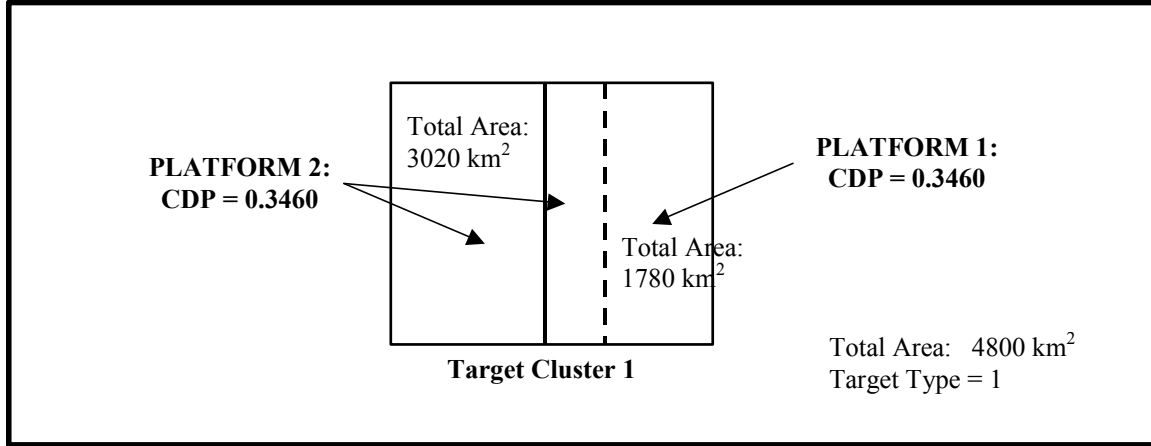 Total Area:
3020 km²
PLATFORM 2:
CDP = 0.3460
PLATFORM 1:
CDP = 0.3460
Total Area:
1780 km²
Target Cluster 1
Total Area: 4800 km²
Target Type = 1